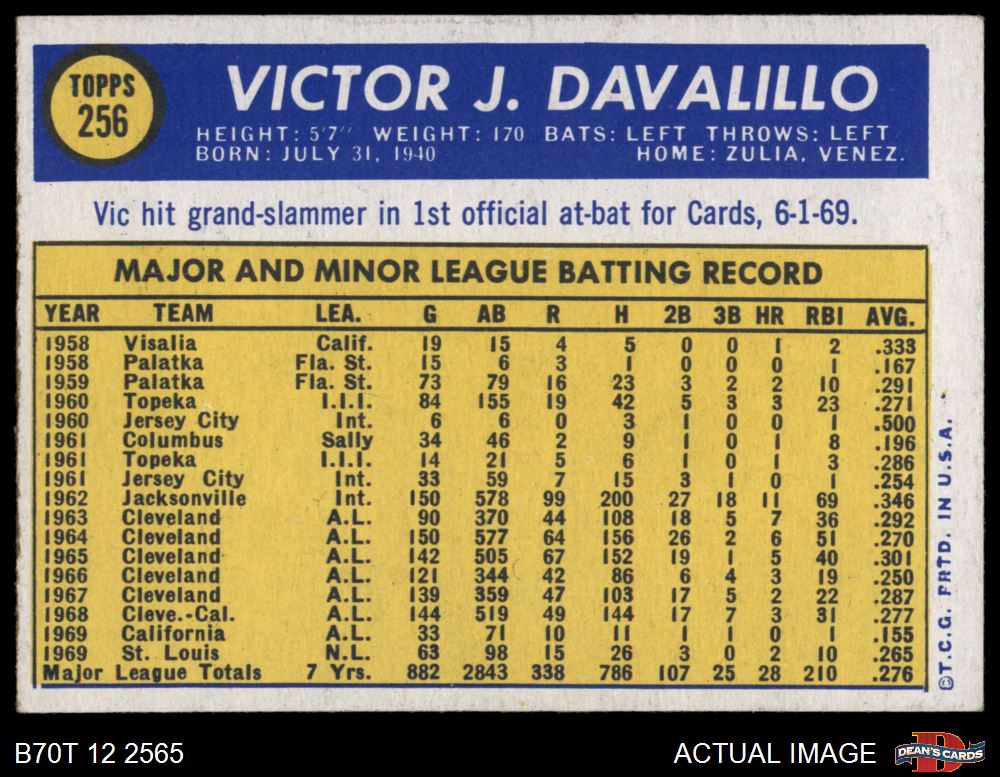 TOPPS
256
VICTOR J. DAVALILLO
HEIGHT: 5'7" WEIGHT: 170 BATS: LEFT THROWS: LEFT
BORN: JULY 31, 1940 HOME: ZULIA, VENEZ.
Vic hit grand-slammer in 1st official at-bat for Cards, 6-1-69.
MAJOR AND MINOR LEAGUE BATTING RECORD
YEAR TEAM LEA. G AB R H 2B 3B HR RBI AVG.
1958 Visalia Calif. 19 15 4 5 0 0 1 2 .333
1958 Palatka Fla. St. 15 6 3 1 0 0 0 1 .167
1959 Palatka Fla. St. 73 79 16 23 3 2 2 10 .291
1960 Topeka I.I.I. 84 155 19 42 5 3 3 23 .271
1960 Jersey City Int. 6 6 0 3 1 0 0 1 .500
1961 Columbus Sally 34 46 2 9 1 0 1 8 .196
1961 Topeka I.I.I. 14 21 5 6 1 0 1 3 .286
1961 Jersey City Int. 33 59 7 15 3 1 0 1 .254
1962 Jacksonville Int. 150 578 99 200 27 18 11 69 .346
1963 Cleveland A.L. 90 370 44 108 18 5 7 36 .292
1964 Cleveland A.L. 150 577 64 156 26 2 6 51 .270
1965 Cleveland A.L. 142 505 67 152 19 1 5 40 .301
1966 Cleveland A.L. 121 344 42 86 6 4 3 19 .250
1967 Cleveland A.L. 139 359 47 103 17 5 2 22 .287
1968 Cleve.-Cal. A.L. 144 519 49 144 17 7 3 31 .277
1969 California A.L. 33 71 10 11 1 1 0 1 .155
1969 St. Louis N.L. 63 98 15 26 3 0 2 10 .265
Major League Totals 7 Yrs. 882 2843 338 786 107 25 28 210 .276
©T.C.G. PRTD. IN U.S.A.
B70T 12 2565
ACTUAL IMAGE
DEAN'S CARDS